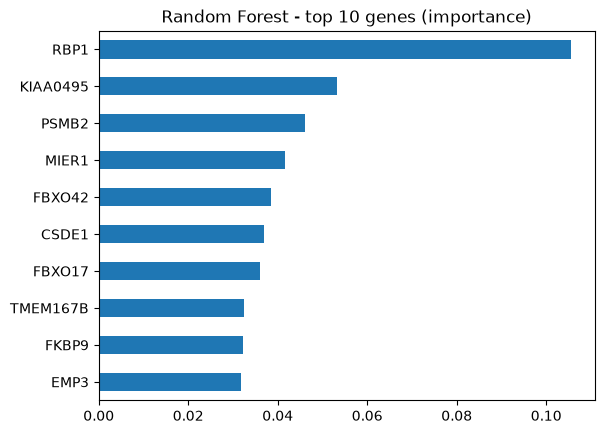 Random Forest - top 10 genes (importance)
RBP1
KIAA0495
PSMB2
MIER1
FBXO42
CSDE1
FBXO17
TMEM167B
FKBP9
EMP3
0.00 0.02 0.04 0.06 0.08 0.10